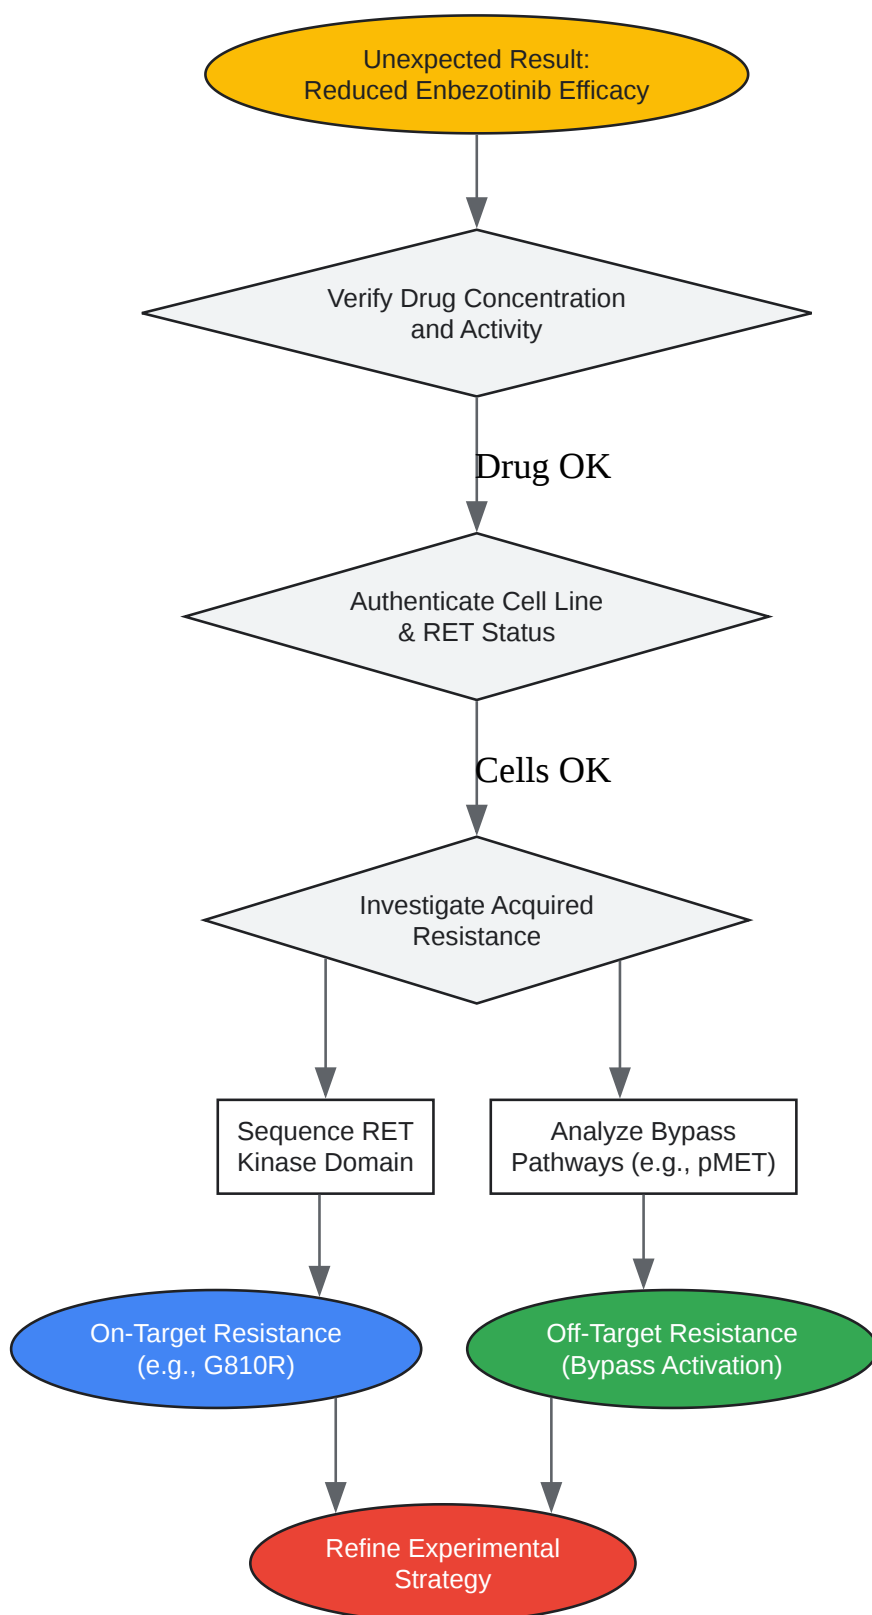 Unexpected Result:
Reduced Enbezotinib Efficacy
Verify Drug Concentration
and Activity
Drug OK
Authenticate Cell Line
& RET Status
Cells OK
Investigate Acquired
Resistance
Sequence RET
Kinase Domain
Analyze Bypass
Pathways (e.g., pMET)
On-Target Resistance
(e.g., G810R)
Off-Target Resistance
(Bypass Activation)
Refine Experimental
Strategy